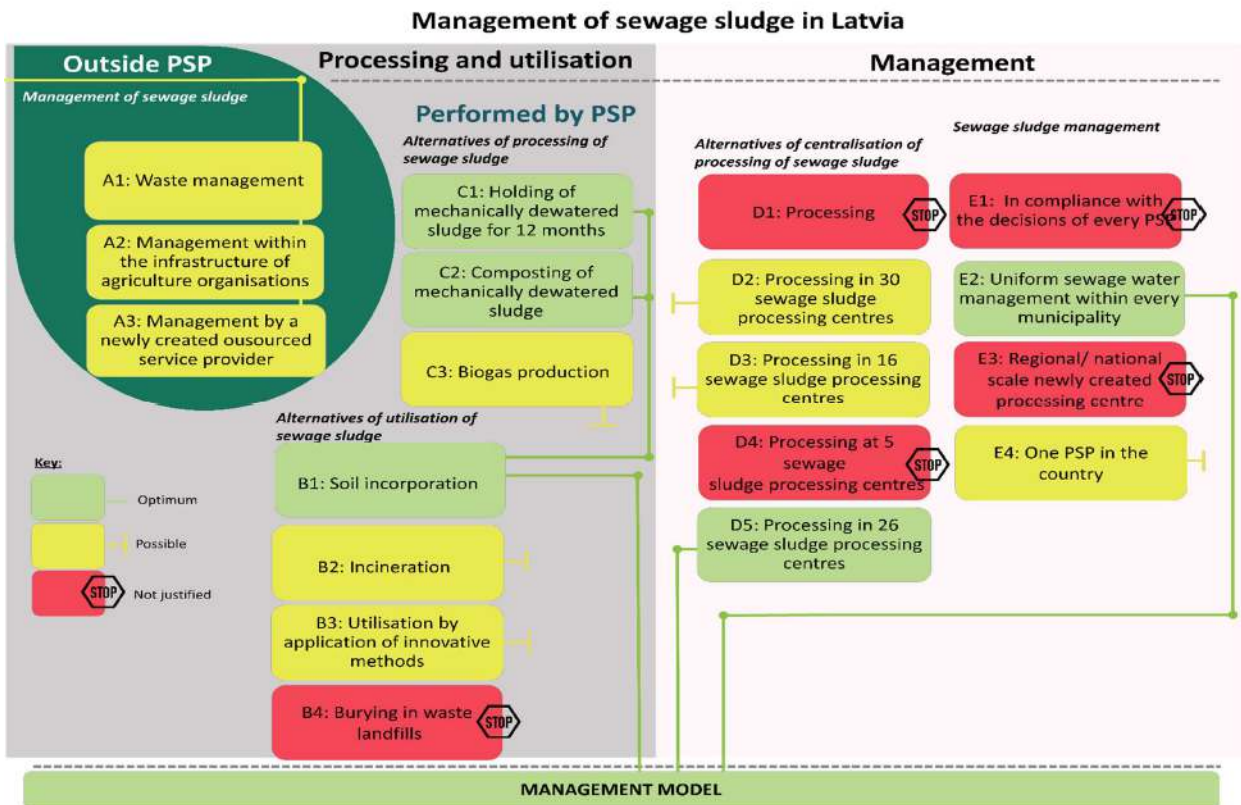 Management of sewage sludge in Latvia
Outside PSP
Management of sewage sludge
A1: Waste management
A2: Management within
the infrastructure of
agriculture organisations
A3: Management by a
newly created ousourced
service provider
Processing and utilisation
Performed by PSP
Alternatives of processing of
sewage sludge
C1: Holding of
mechanically dewatered
sludge for 12 months
C2: Composting of
mechanically dewatered
sludge
C3: Biogas production
Alternatives of utilisation of
sewage sludge
B1: Soil incorporation
B2: Incineration
B3: Utilisation by
application of innovative
methods
B4: Burying in waste
landfills
STOP
Key:
Optimum
Possible
STOP
Not justified
Management
Alternatives of centralisation of
processing of sewage sludge
D1: Processing
STOP
D2: Processing in 30
sewage sludge
processing centres
D3: Processing in 16
sewage sludge processing
centres
D4: Processing at 5
sewage
sludge processing centres
STOP
D5: Processing in 26
sewage sludge processing
centres
Sewage sludge management
E1: In compliance with
the decisions of every PSP
STOP
E2: Uniform sewage water
management within every
municipality
E3: Regional/ national
scale newly created
processing centre
STOP
E4: One PSP in the
country
MANAGEMENT MODEL